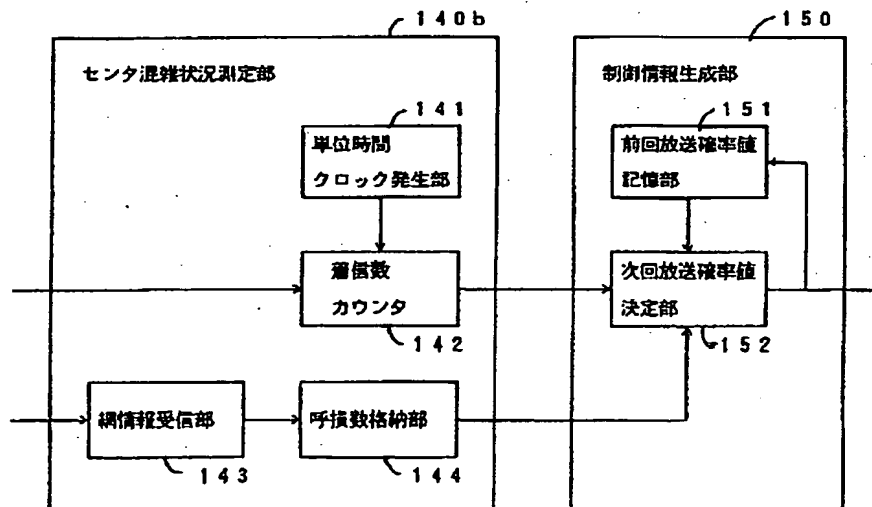 140b
150
センタ混雑状況測定部
制御情報生成部
141
151
単位時間
クロック発生部
前回放送確率値
記憶部
着信数
カウンタ
次回放送確率値
決定部
142
152
網情報受信部
呼損数格納部
143
144